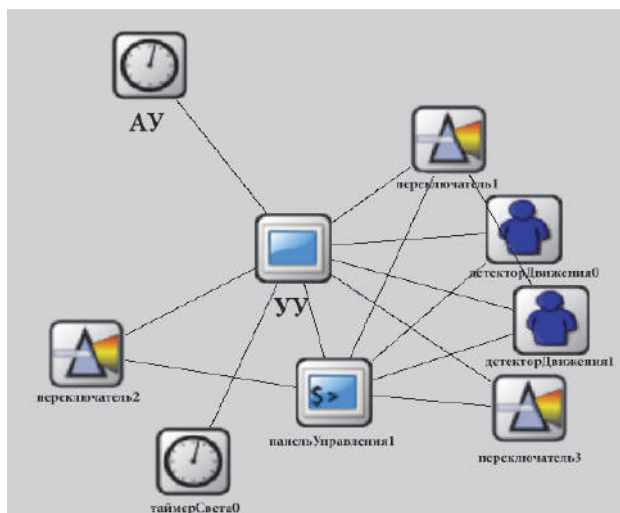 АУ
переключатель1
детекторДвижения0
УУ
детекторДвижения1
$ >
переключатель2
панельУправления1
переключатель3
таймерСвета0